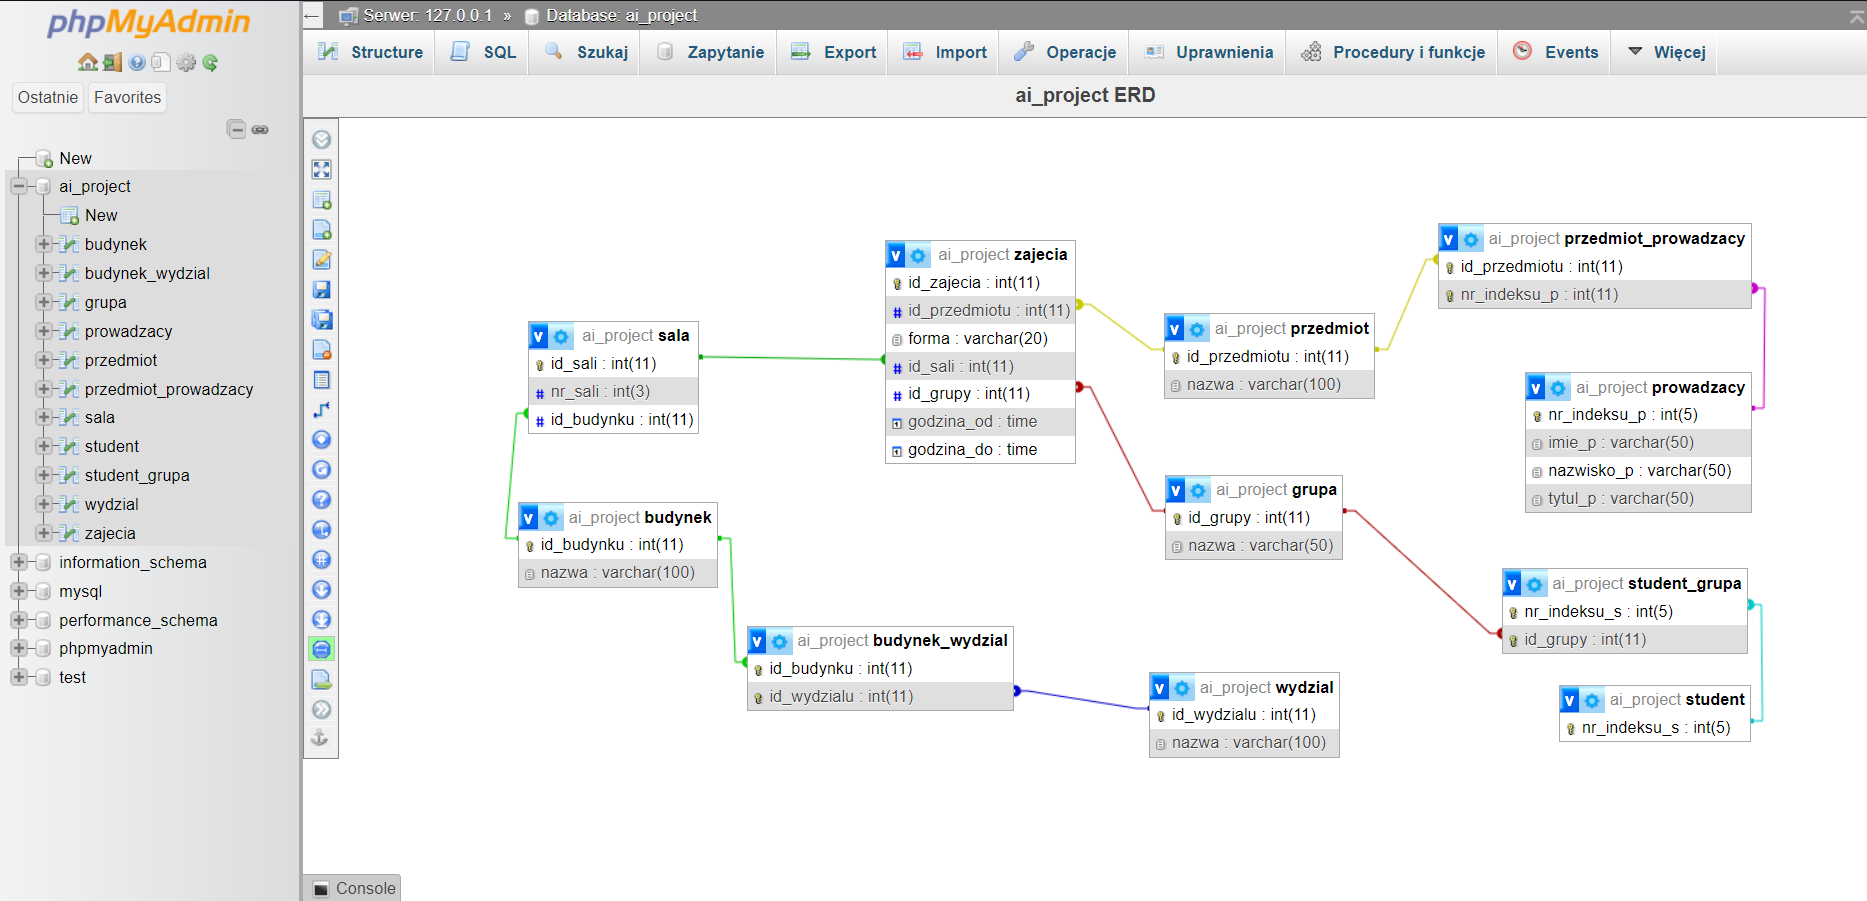 phpMyAdmin
Ostatnie Favorites
New
ai_project
New
budynek
budynek_wydzial
grupa
prowadzacy
przedmiot
przedmiot_prowadzacy
sala
student
student_grupa
wydzial
zajecia
information_schema
mysql
performance_schema
phpmyadmin
test
Serwer: 127.0.0.1 » Database: ai_project
Structure SQL Szukaj Zapytanie Export Import Operacje Uprawnienia Procedury i funkcje Events Więcej
ai_project ERD
v ai_project sala
id_sali : int(11)
# nr_sali : int(3)
# id_budynku : int(11)
v ai_project budynek
id_budynku : int(11)
nazwa : varchar(100)
v ai_project budynek_wydzial
id_budynku : int(11)
id_wydzialu : int(11)
v ai_project zajecia
id_zajecia : int(11)
# id_przedmiotu : int(11)
forma : varchar(20)
# id_sali : int(11)
# id_grupy : int(11)
godzina_od : time
godzina_do : time
v ai_project przedmiot
id_przedmiotu : int(11)
nazwa : varchar(100)
v ai_project grupa
id_grupy : int(11)
nazwa : varchar(50)
v ai_project wydzial
id_wydzialu : int(11)
nazwa : varchar(100)
v ai_project przedmiot_prowadzacy
id_przedmiotu : int(11)
nr_indeksu_p : int(11)
v ai_project prowadzacy
nr_indeksu_p : int(5)
imie_p : varchar(50)
nazwisko_p : varchar(50)
tytul_p : varchar(50)
v ai_project student_grupa
nr_indeksu_s : int(5)
id_grupy : int(11)
v ai_project student
nr_indeksu_s : int(5)
Console